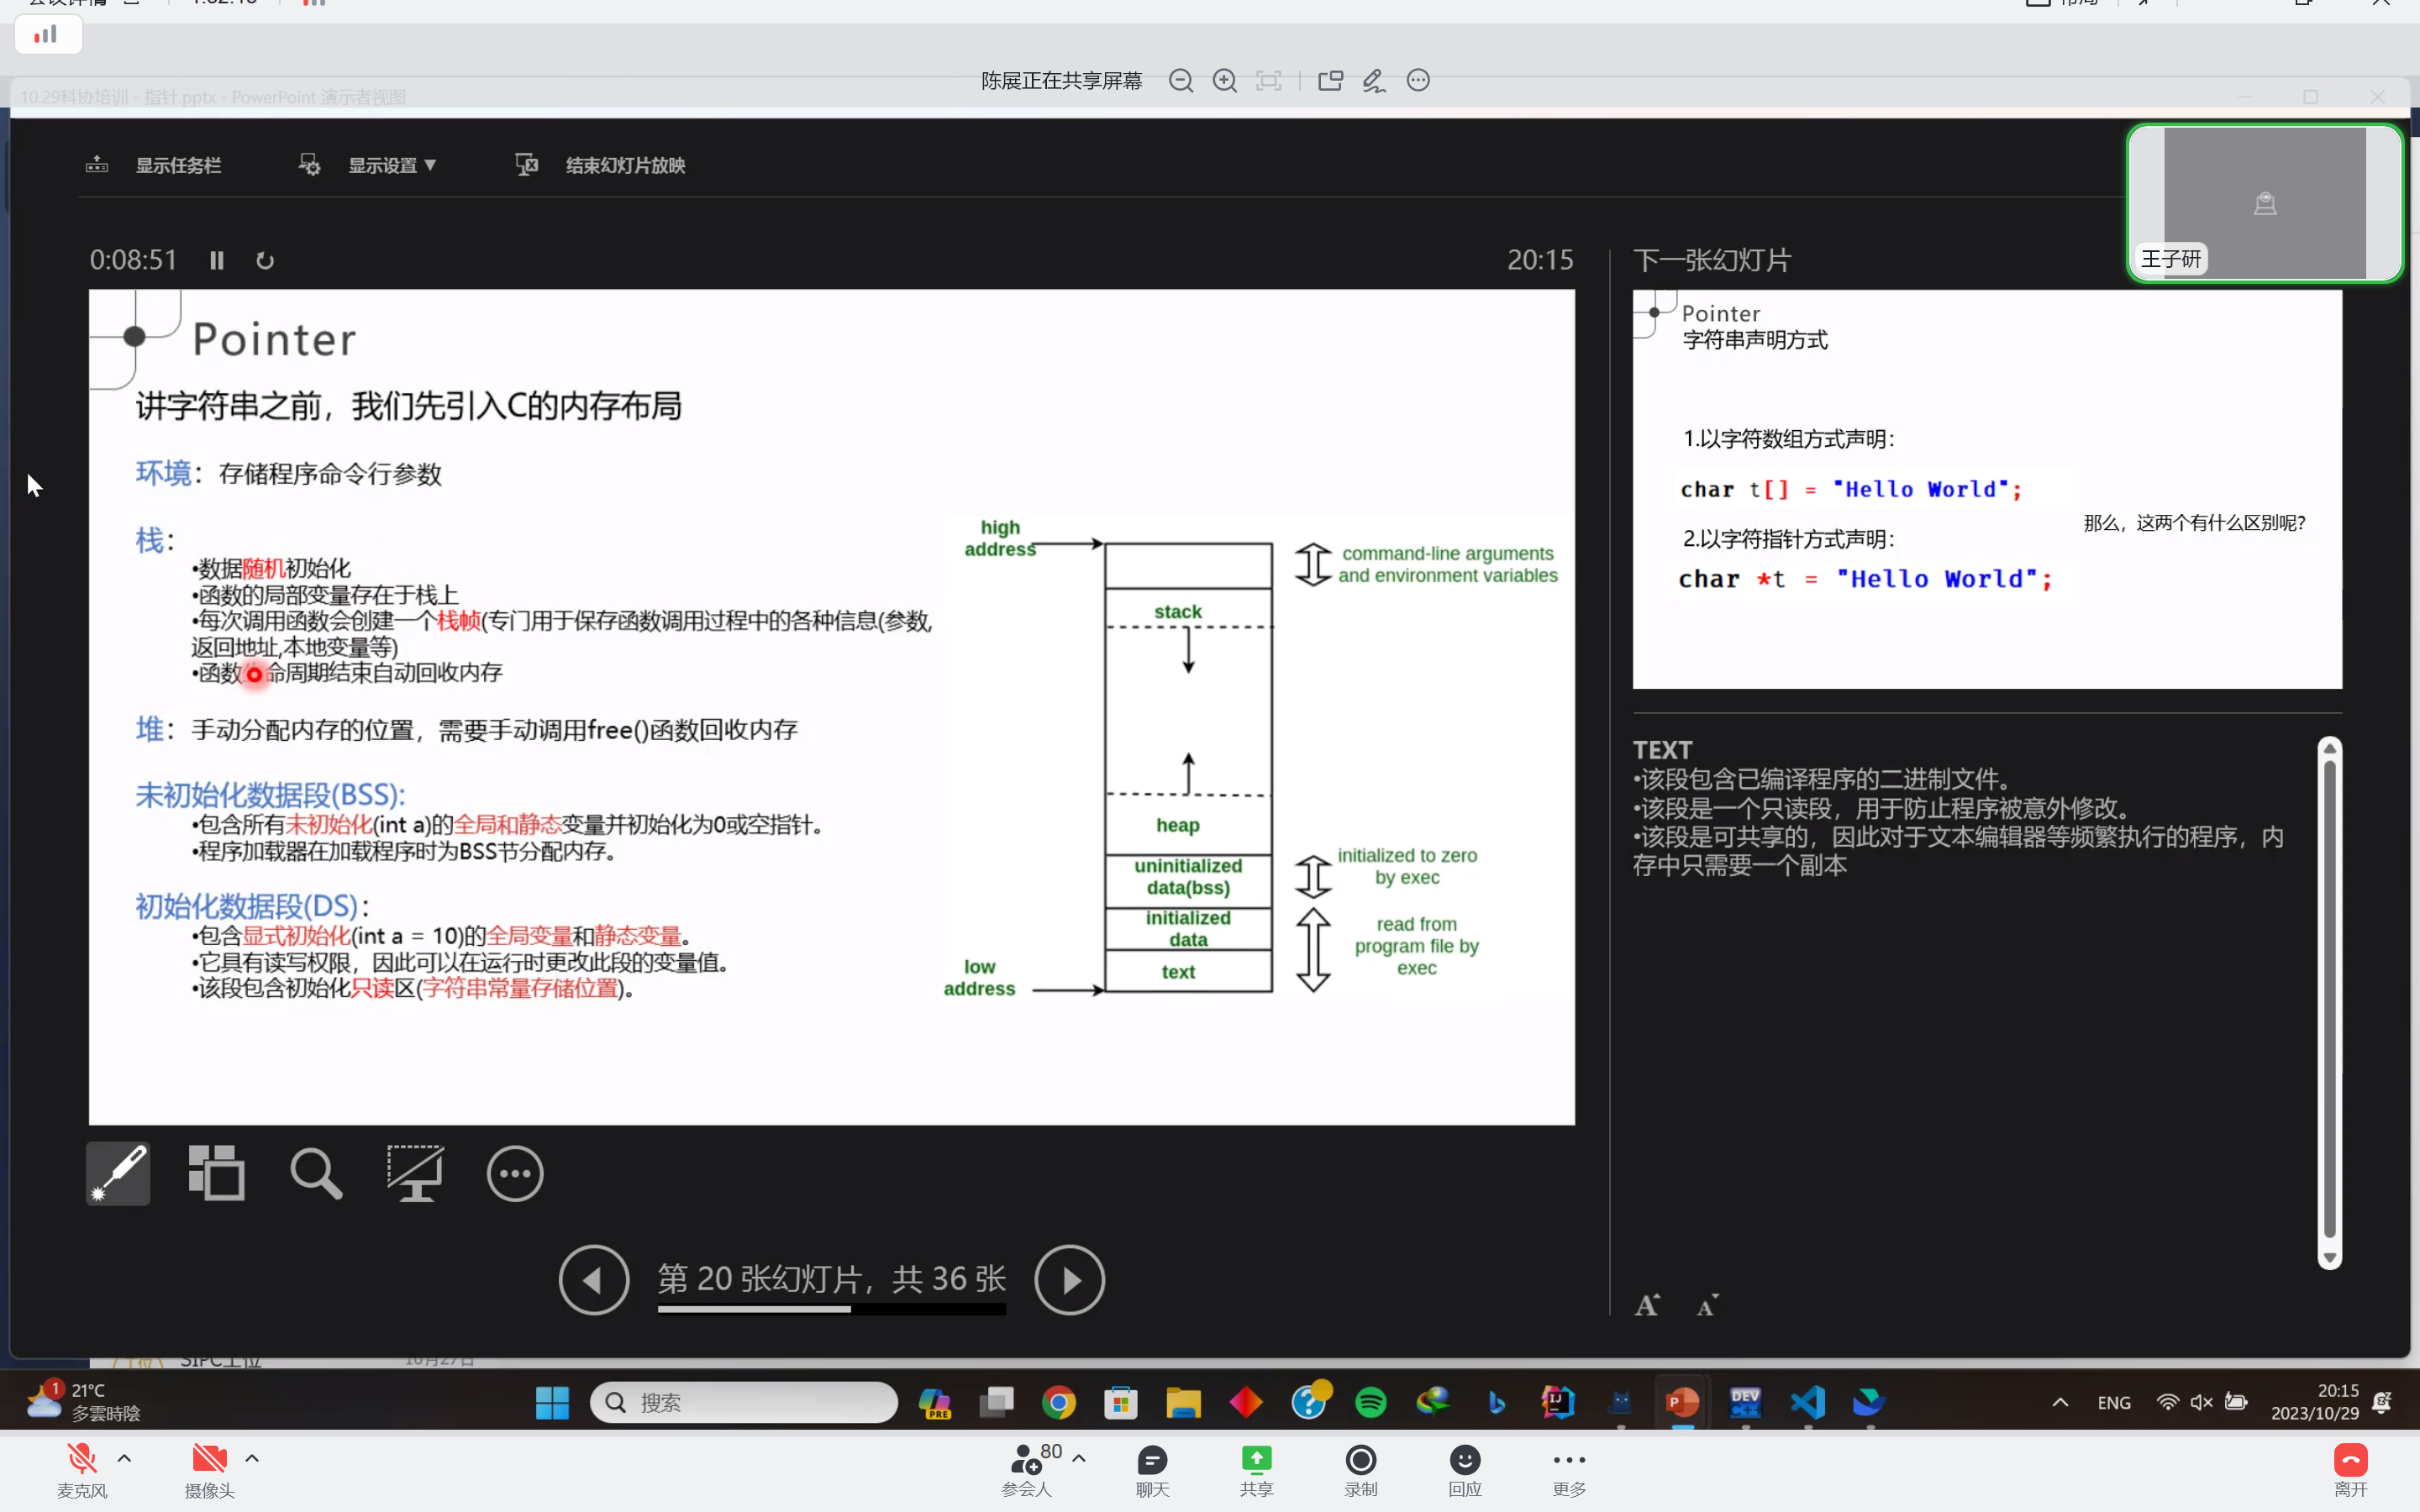 陈展正在共享屏幕
10.29科协培训 - 指针.pptx - PowerPoint 演示者视图
显示任务栏
显示设置 ▼
结束幻灯片放映
0:08:51
20:15
Pointer
讲字符串之前，我们先引入C的内存布局
环境：存储程序命令行参数
栈：
•数据随机初始化
•函数的局部变量存在于栈上
•每次调用函数会创建一个栈帧(专门用于保存函数调用过程中的各种信息(参数,
返回地址,本地变量等)
•函数生命周期结束自动回收内存
堆：手动分配内存的位置，需要手动调用free()函数回收内存
未初始化数据段(BSS):
•包含所有未初始化(int a)的全局和静态变量并初始化为0或空指针。
•程序加载器在加载程序时为BSS节分配内存。
初始化数据段(DS)：
•包含显式初始化(int a = 10)的全局变量和静态变量。
•它具有读写权限，因此可以在运行时更改此段的变量值。
•该段包含初始化只读区(字符串常量存储位置)。
high
address
command-line arguments
and environment variables
stack
heap
uninitialized
data(bss)
initialized to zero
by exec
initialized
data
read from
program file by
exec
text
low
address
下一张幻灯片
王子研
Pointer
字符串声明方式
1.以字符数组方式声明：
char t[] = "Hello World";
那么，这两个有什么区别呢?
2.以字符指针方式声明：
char *t = "Hello World";
TEXT
•该段包含已编译程序的二进制文件。
•该段是一个只读段，用于防止程序被意外修改。
•该段是可共享的，因此对于文本编辑器等频繁执行的程序，内
存中只需要一个副本
第 20 张幻灯片，共 36 张
SIPC工位
10月27日
1
21°C
多雲時陰
搜索
PRE
DEV
ENG
20:15
2023/10/29
麦克风
摄像头
80
参会人
聊天
共享
录制
回应
更多
离开